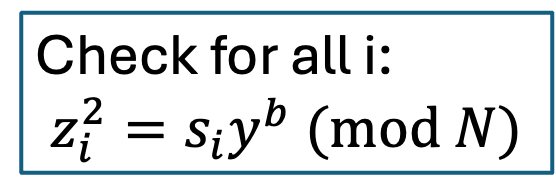 Check for all i:
z_i^2 = s_i y^b (mod N)